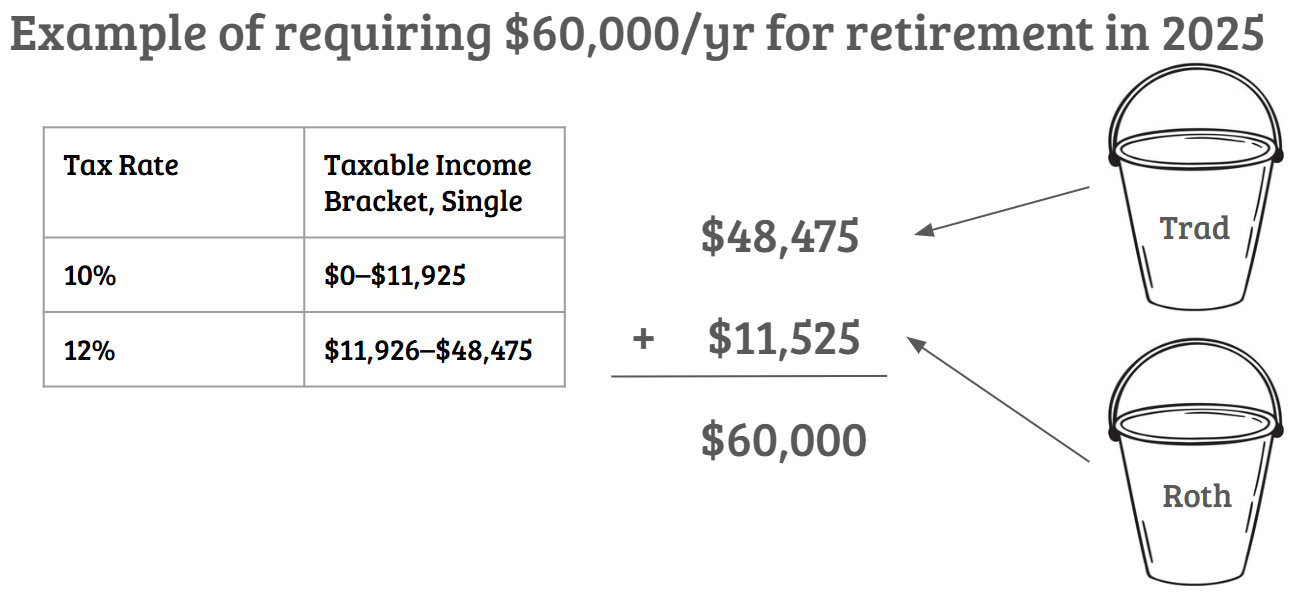 Example of requiring $60,000/yr for retirement in 2025
Tax Rate
Taxable Income
Bracket, Single
10%
$0–$11,925
12%
$11,926–$48,475
$48,475
+ $11,525
$60,000
Trad
Roth